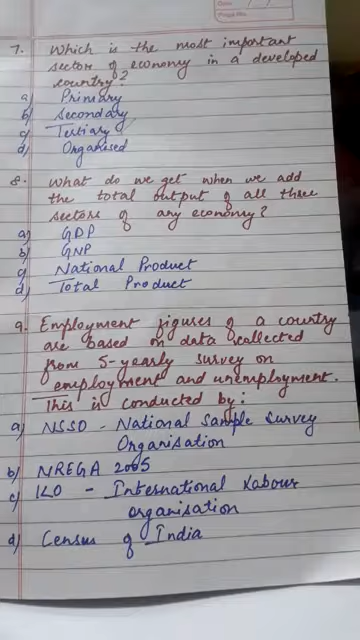 Date
Page No.
7. Which is the most important
sector of economy in a developed
country?
a) Primary
b) Secondary
c) Tertiary
d) Organised
8. What do we get when we add
the total output of all three
sectors of any economy?
a) GDP
b) GNP
c) National Product
d) Total Product
9. Employment figures of a country
are based on data collected
from 5-yearly survey on
employment and unemployment.
This is conducted by:
a) NSSO - National Sample Survey
Organisation
b) NREGA 2005
c) ILO - International Labour
organisation
d) Census of India